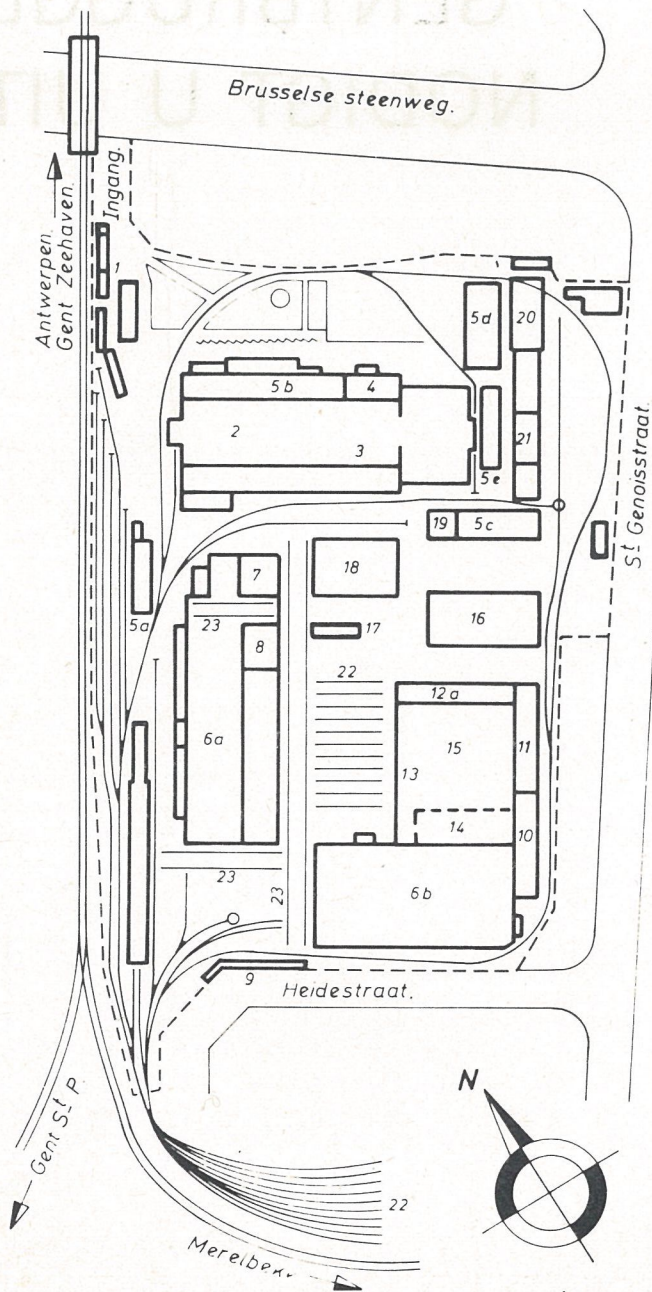 Brusselse steenweg.
Antwerpen.
Gent Zeehaven.
Ingang.
1
5d
20
5b
4
2
3
21
5e
St Genoisstraat.
19
5c
7
18
5a
23
17
16
8
22
12a
6a
15
11
13
14
10
23
23
6b
9
Heidestraat.
N
Gent St P.
22